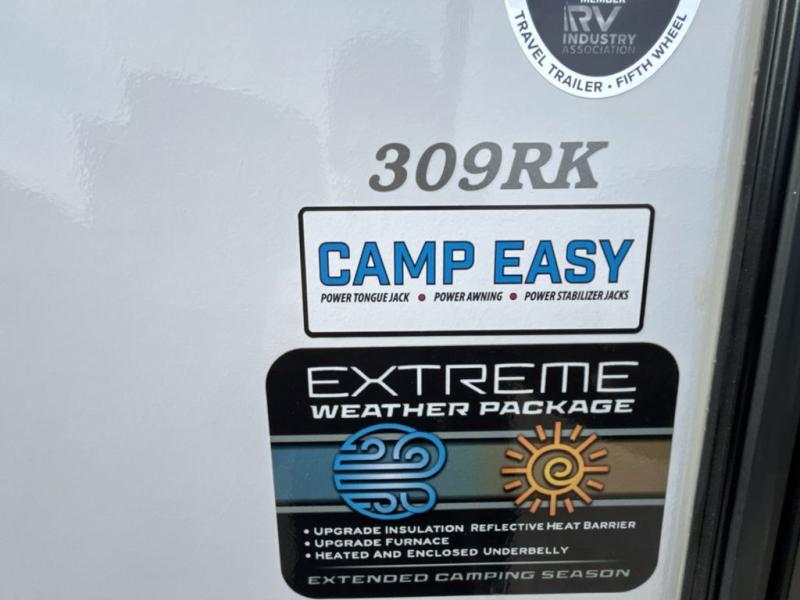 MEMBER
RV
INDUSTRY
ASSOCIATION
TRAVEL TRAILER • FIFTH WHEEL
309RK
CAMP EASY
POWER TONGUE JACK • POWER AWNING • POWER STABILIZER JACKS
EXTREME
WEATHER PACKAGE
• UPGRADE INSULATION REFLECTIVE HEAT BARRIER
• UPGRADE FURNACE
• HEATED AND ENCLOSED UNDERBELLY
EXTENDED CAMPING SEASON